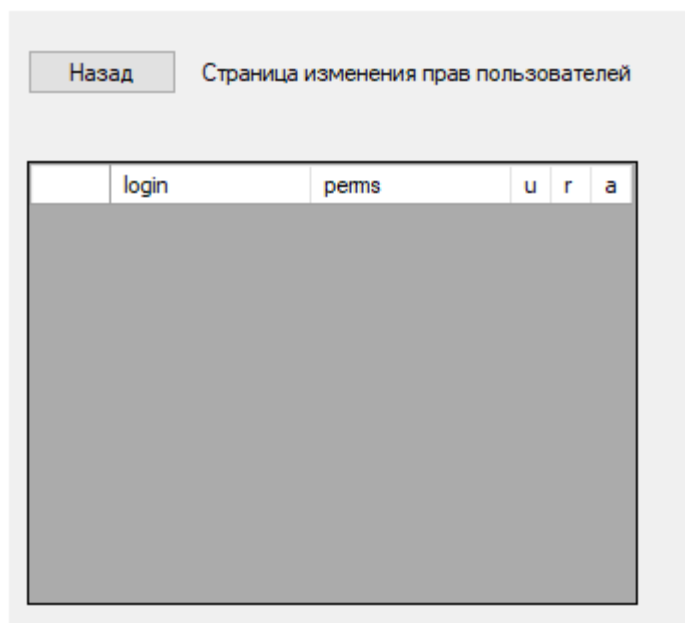 Назад Страница изменения прав пользователей
login perms u r a